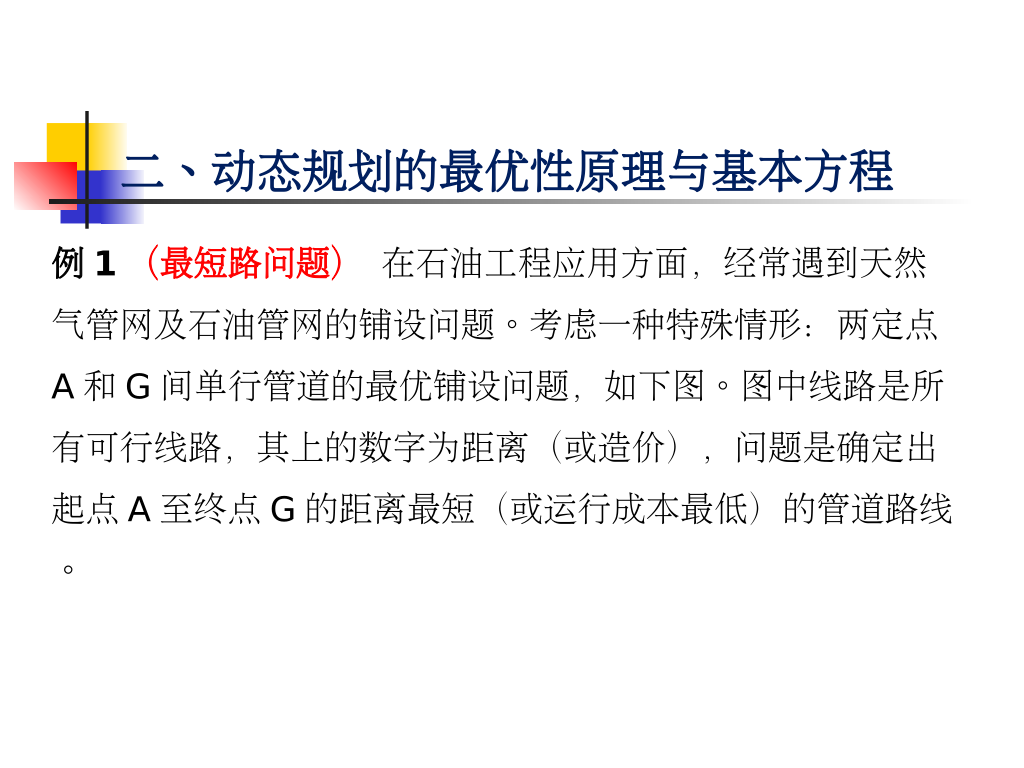 二、动态规划的最优性原理与基本方程
例 1 （最短路问题） 在石油工程应用方面，经常遇到天然
气管网及石油管网的铺设问题。考虑一种特殊情形：两定点
A 和 G 间单行管道的最优铺设问题，如下图。图中线路是所
有可行线路，其上的数字为距离（或造价），问题是确定出
起点 A 至终点 G 的距离最短（或运行成本最低）的管道路线
。